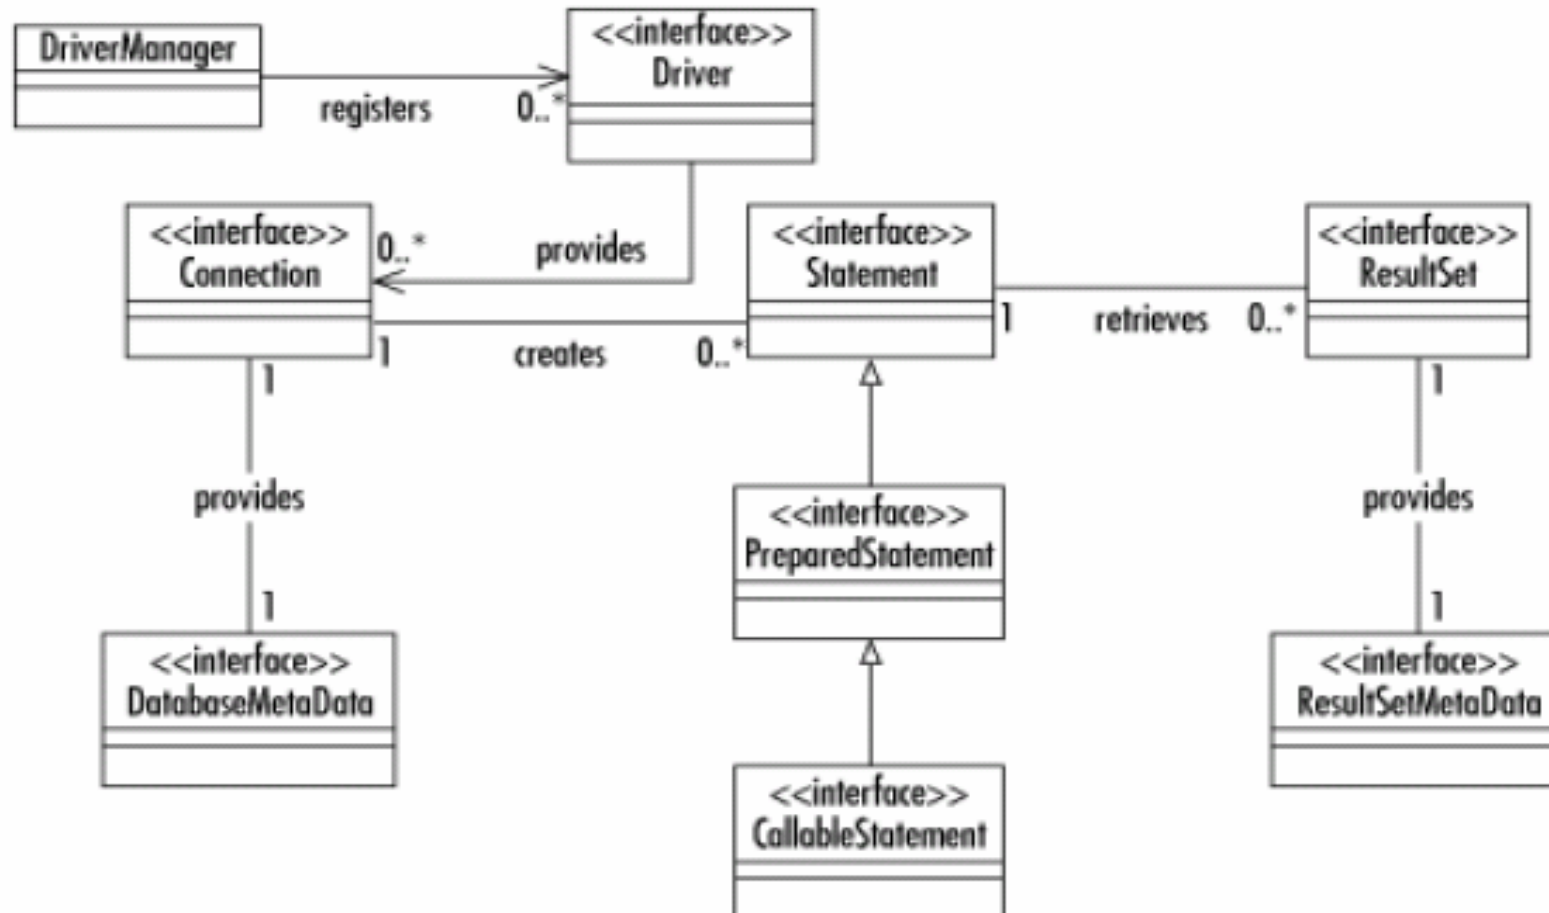 DriverManager
<<interface>>
Driver
registers
0..*
<<interface>>
Connection
0..*
provides
<<interface>>
Statement
<<interface>>
ResultSet
1
creates
0..*
1
retrieves
0..*
1
provides
1
<<interface>>
DatabaseMetaData
<<interface>>
PreparedStatement
1
provides
1
<<interface>>
ResultSetMetaData
<<interface>>
CallableStatement